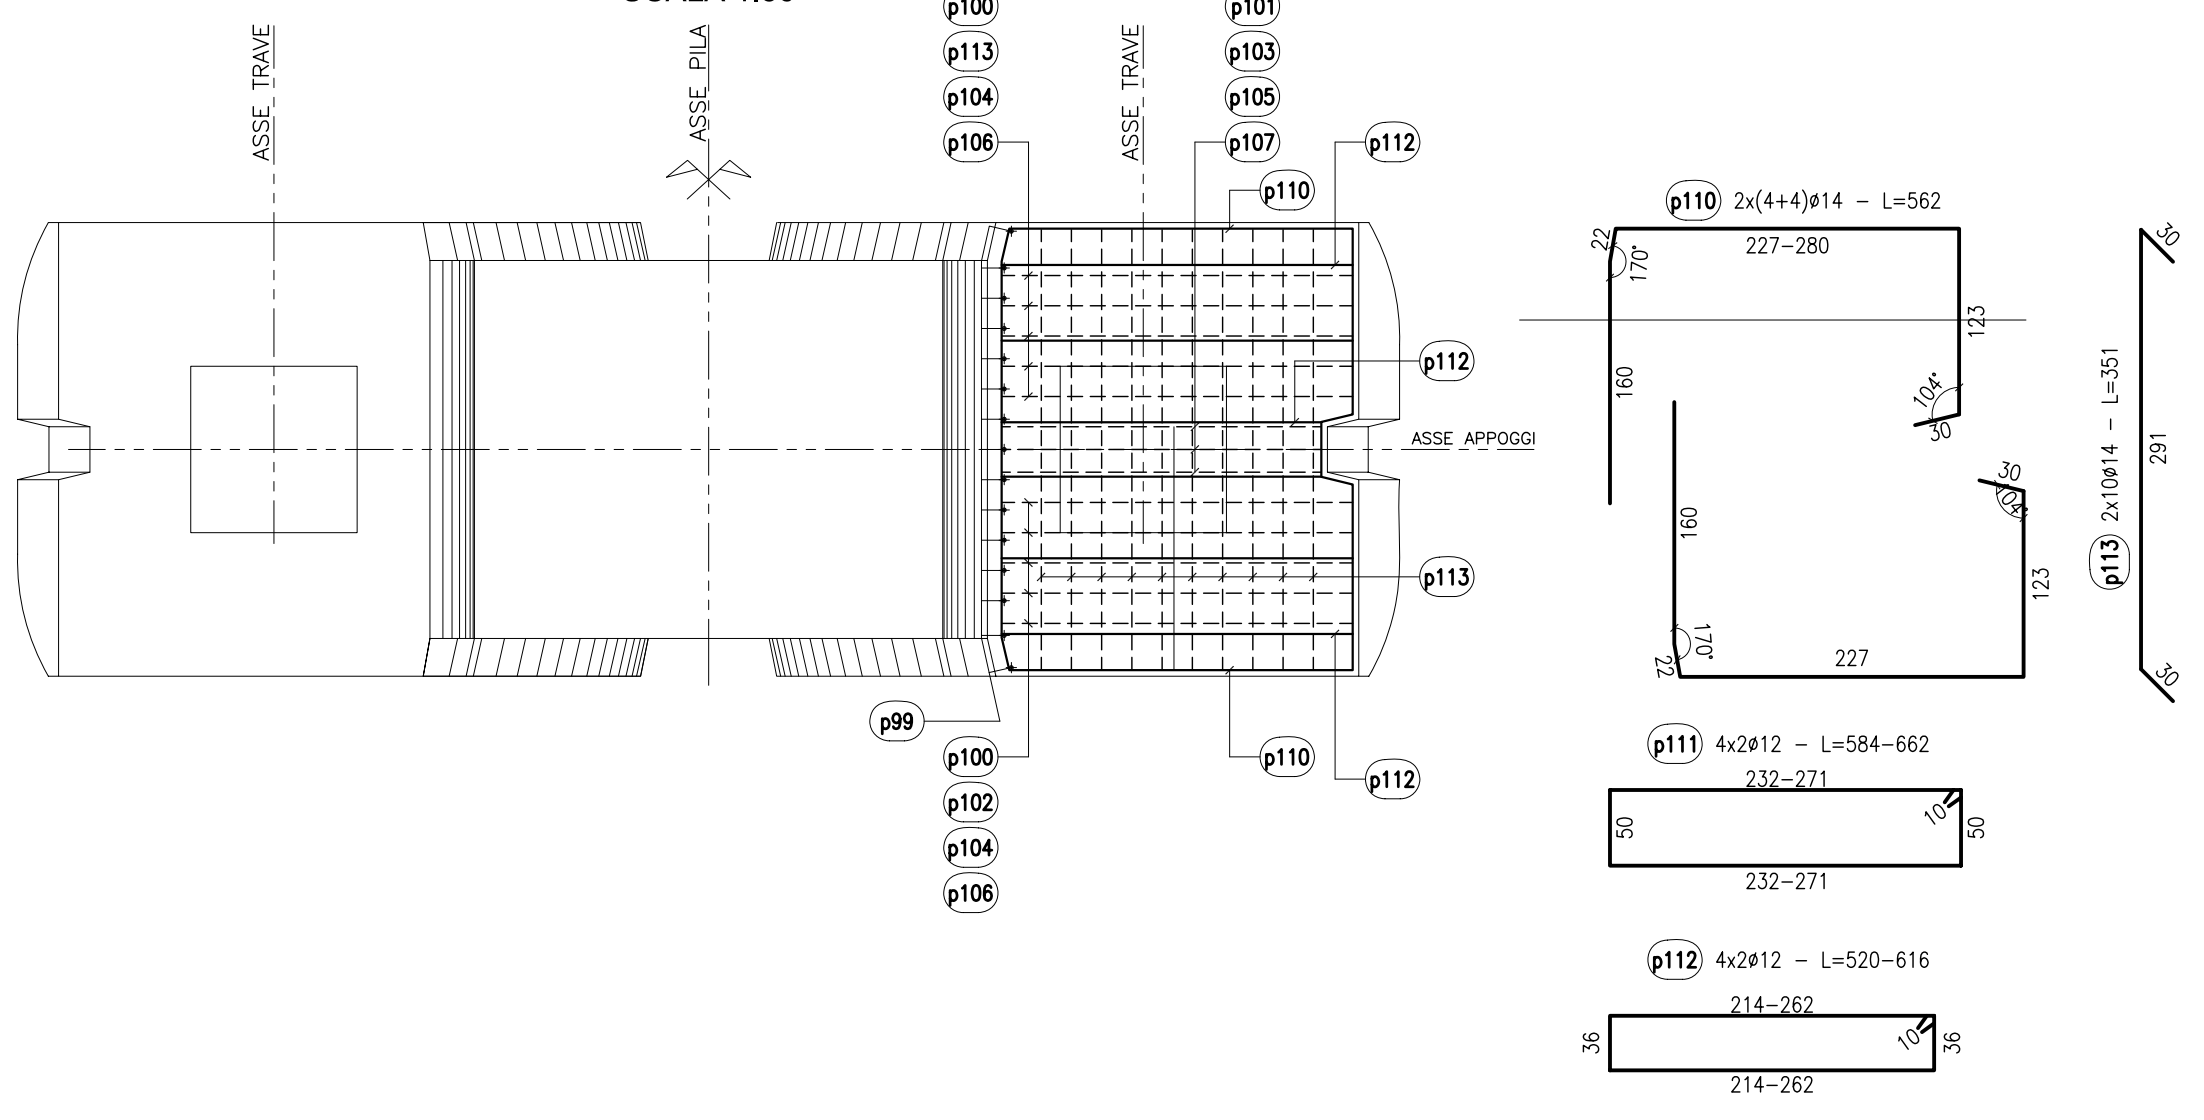 ASSE TRAVE
ASSE PILA
ASSE TRAVE
p100
p113
p104
p106
p101
p103
p105
p107
p112
p110
p112
ASSE APPOGGI
p113
p99
p100
p102
p104
p106
p110
p112
p110 2x(4+4)ø14 - L=562
22
170°
227-280
123
160
104°
30
30
104°
160
123
170°
22
227
p113 2x10ø14 - L=351
30
291
30
p111 4x2ø12 - L=584-662
232-271
50
10
50
232-271
p112 4x2ø12 - L=520-616
214-262
36
10
36
214-262